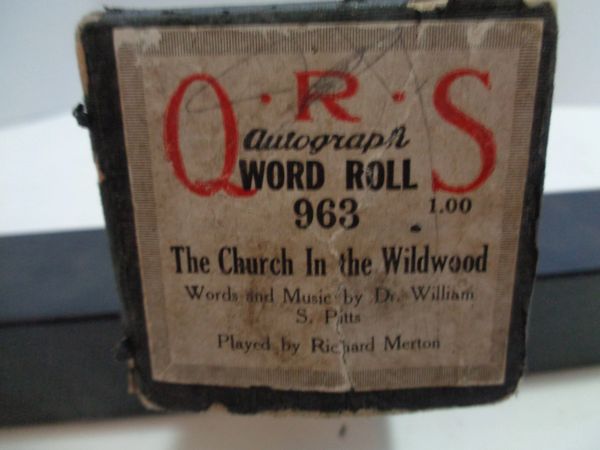 Q·R·S
Autograph
WORD ROLL
963 1.00
The Church In the Wildwood
Words and Music by Dr. William
S. Pitts
Played by Richard Merton